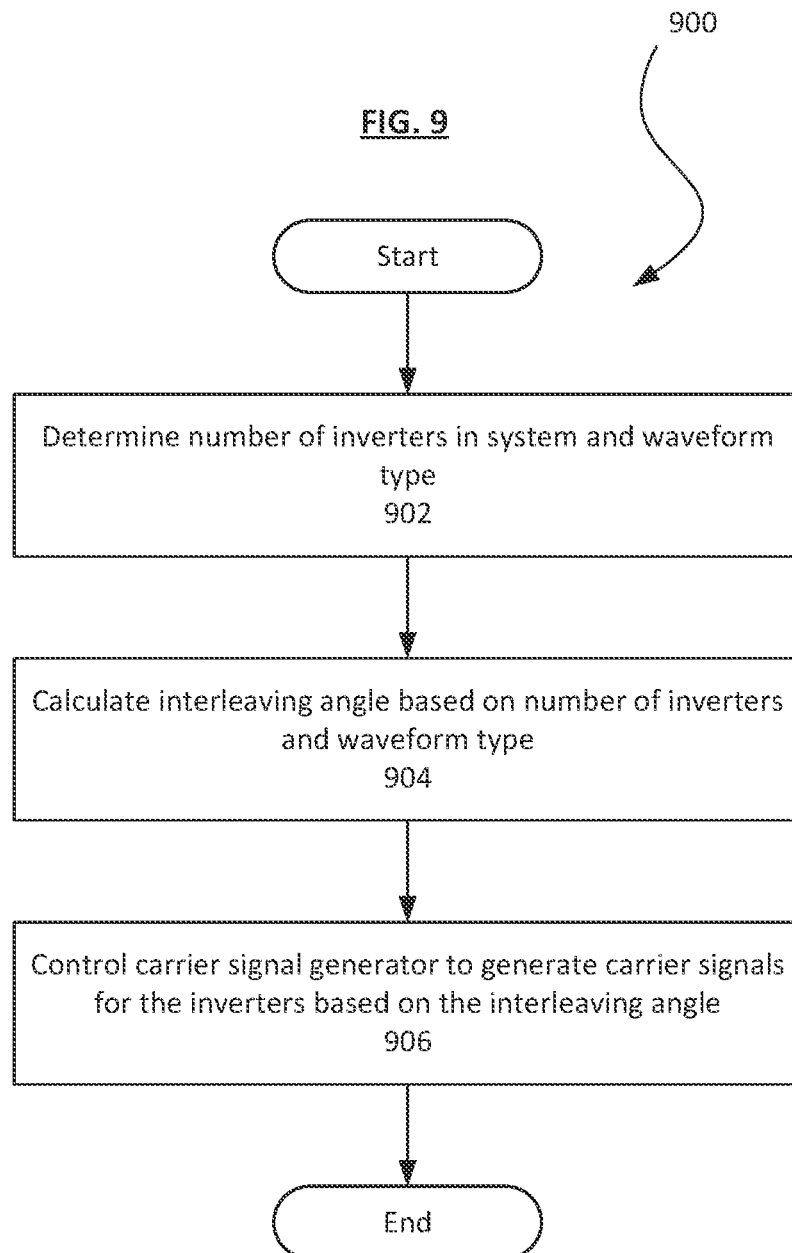 900
FIG. 9
Start
Determine number of inverters in system and waveform
type
902
Calculate interleaving angle based on number of inverters
and waveform type
904
Control carrier signal generator to generate carrier signals
for the inverters based on the interleaving angle
906
End